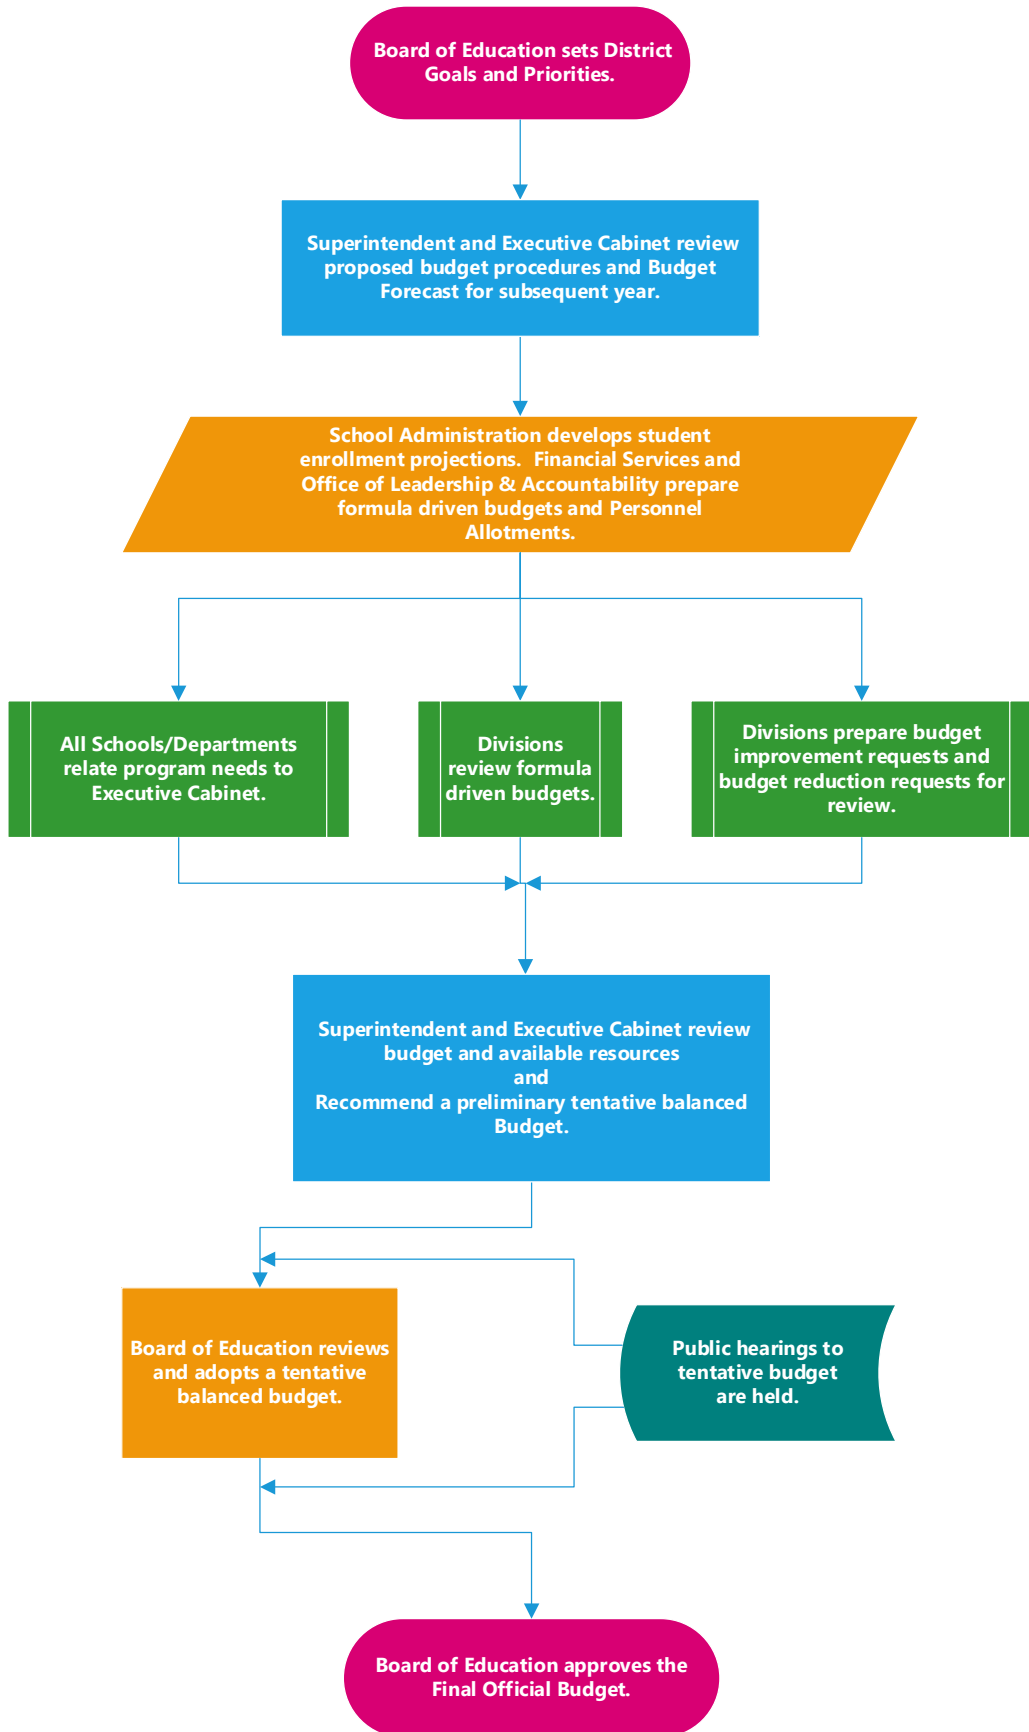 Board of Education sets District
Goals and Priorities.
Superintendent and Executive Cabinet review
proposed budget procedures and Budget
Forecast for subsequent year.
School Administration develops student
enrollment projections.  Financial Services and
Office of Leadership & Accountability prepare
formula driven budgets and Personnel
Allotments.
All Schools/Departments
relate program needs to
Executive Cabinet.
Divisions
review formula
driven budgets.
Divisions prepare budget
improvement requests and
budget reduction requests for
review.
Superintendent and Executive Cabinet review
budget and available resources
and
Recommend a preliminary tentative balanced
Budget.
Board of Education reviews
and adopts a tentative
balanced budget.
Public hearings to
tentative budget
are held.
Board of Education approves the
Final Official Budget.